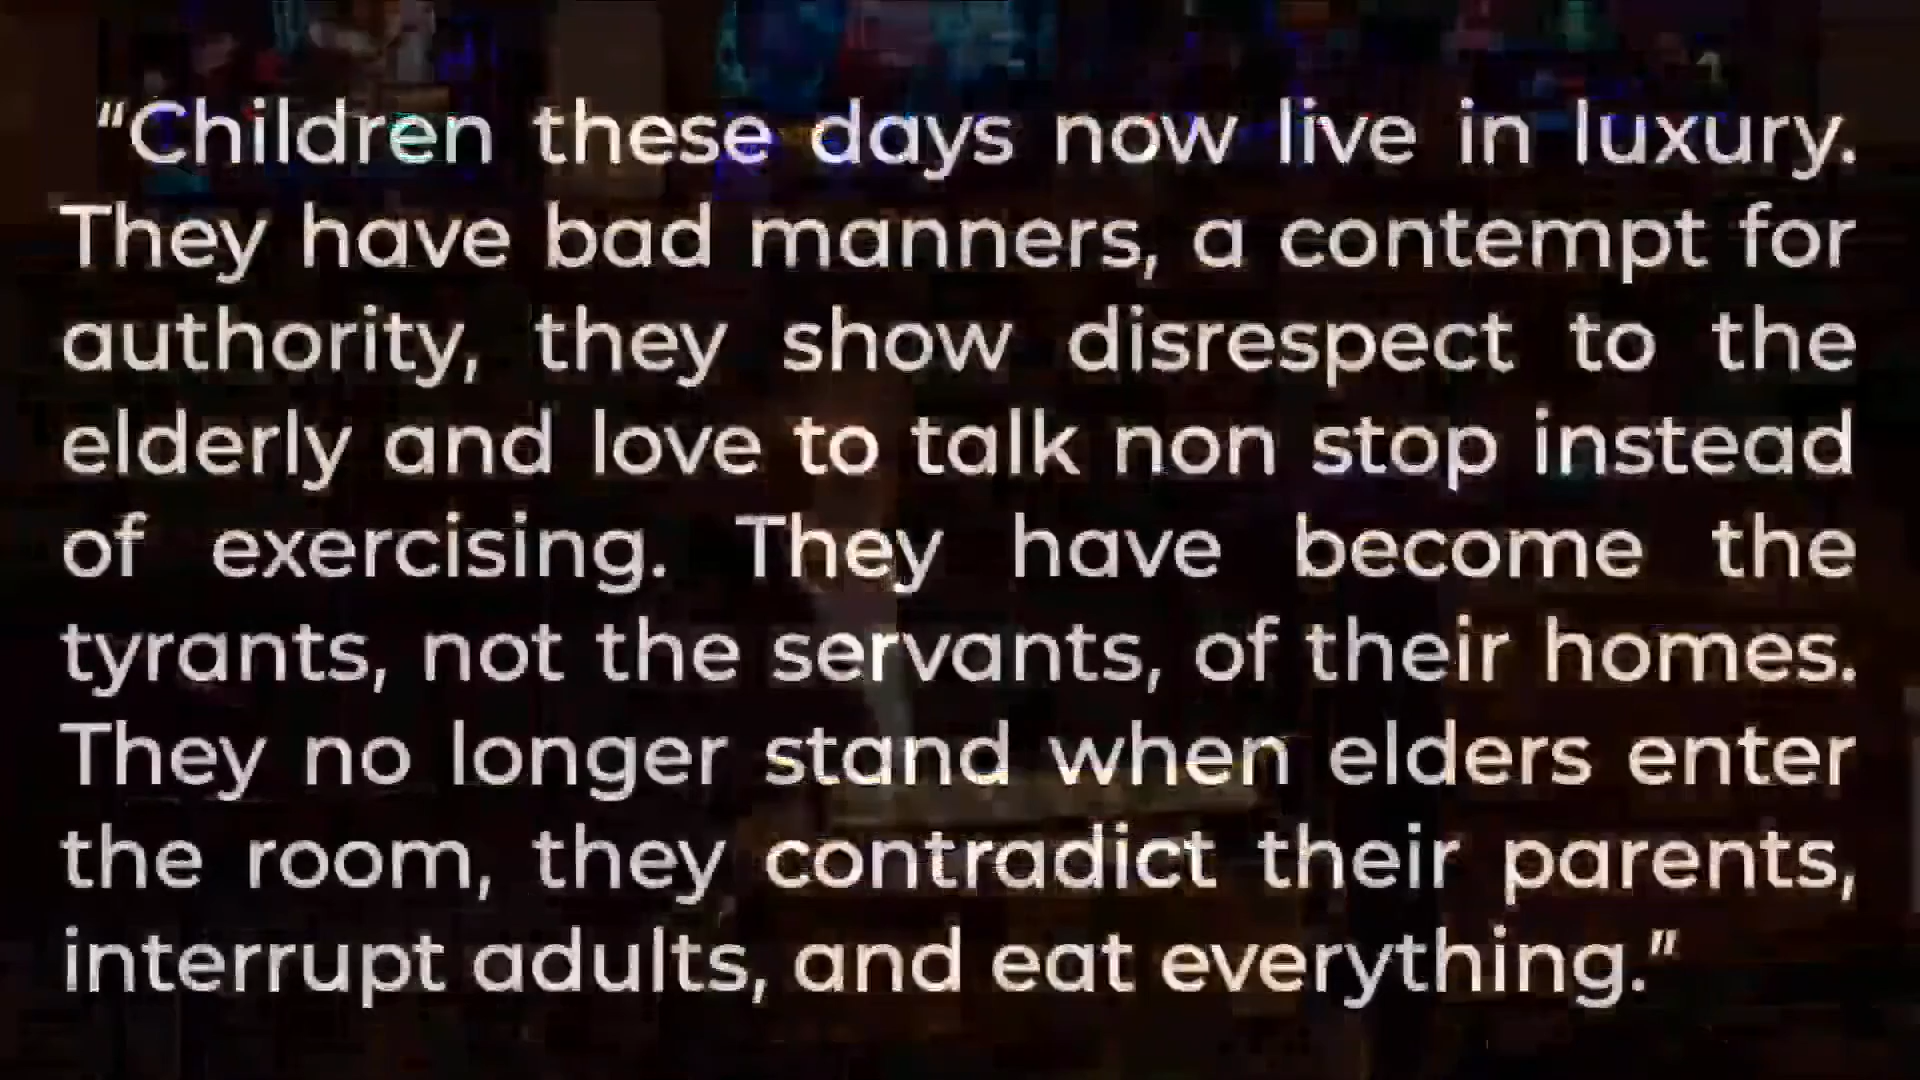 “Children these days now live in luxury.
They have bad manners, a contempt for
authority, they show disrespect to the
elderly and love to talk non stop instead
of exercising. They have become the
tyrants, not the servants, of their homes.
They no longer stand when elders enter
the room, they contradict their parents,
interrupt adults, and eat everything.”